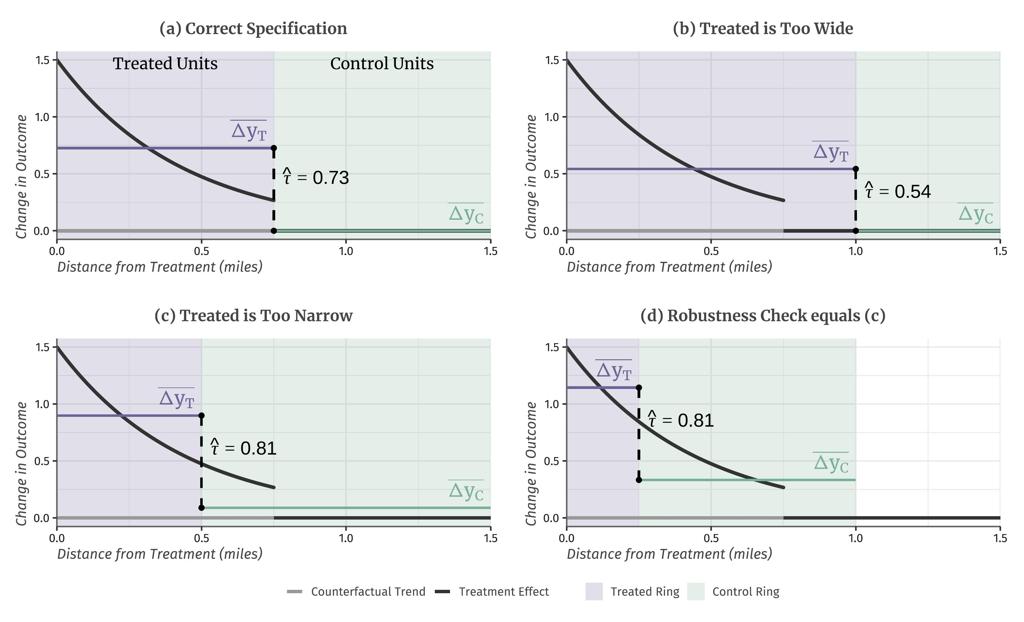 (a) Correct Specification
Treated Units
Control Units
Change in Outcome
1.5
1.0
0.5
0.0
Δy_T
τ̂ = 0.73
Δy_C
0.0 0.5 1.0 1.5
Distance from Treatment (miles)
(b) Treated is Too Wide
Change in Outcome
1.5
1.0
0.5
0.0
Δy_T
τ̂ = 0.54
Δy_C
0.0 0.5 1.0 1.5
Distance from Treatment (miles)
(c) Treated is Too Narrow
Change in Outcome
1.5
1.0
0.5
0.0
Δy_T
τ̂ = 0.81
Δy_C
0.0 0.5 1.0 1.5
Distance from Treatment (miles)
(d) Robustness Check equals (c)
Change in Outcome
1.5
1.0
0.5
0.0
Δy_T
τ̂ = 0.81
Δy_C
0.0 0.5 1.0 1.5
Distance from Treatment (miles)
Counterfactual Trend Treatment Effect Treated Ring Control Ring